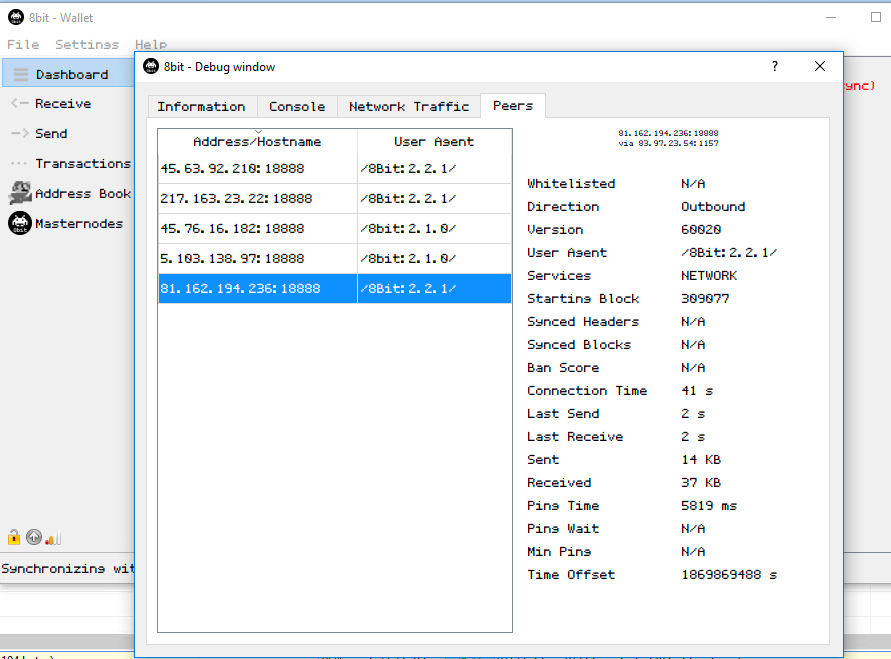 8bit - Wallet
File Settings Help
Dashboard
Receive
Send
Transactions
Address Book
Masternodes
Synchronizing wit
ync)
8bit - Debug window
?
Information Console Network Traffic Peers
Address/Hostname User Agent
45.63.92.210:18888 /8Bit:2.2.1/
217.163.23.22:18888 /8Bit:2.2.1/
45.76.16.182:18888 /8Bit:2.1.0/
5.103.138.97:18888 /8Bit:2.1.0/
81.162.194.236:18888 /8Bit:2.2.1/
81.162.194.236:18888
via 83.97.23.54:1157
Whitelisted N/A
Direction Outbound
Version 60020
User Agent /8Bit:2.2.1/
Services NETWORK
Starting Block 309077
Synced Headers N/A
Synced Blocks N/A
Ban Score N/A
Connection Time 41 s
Last Send 2 s
Last Receive 2 s
Sent 14 KB
Received 37 KB
Ping Time 5819 ms
Ping Wait N/A
Min Ping N/A
Time Offset 1869869488 s